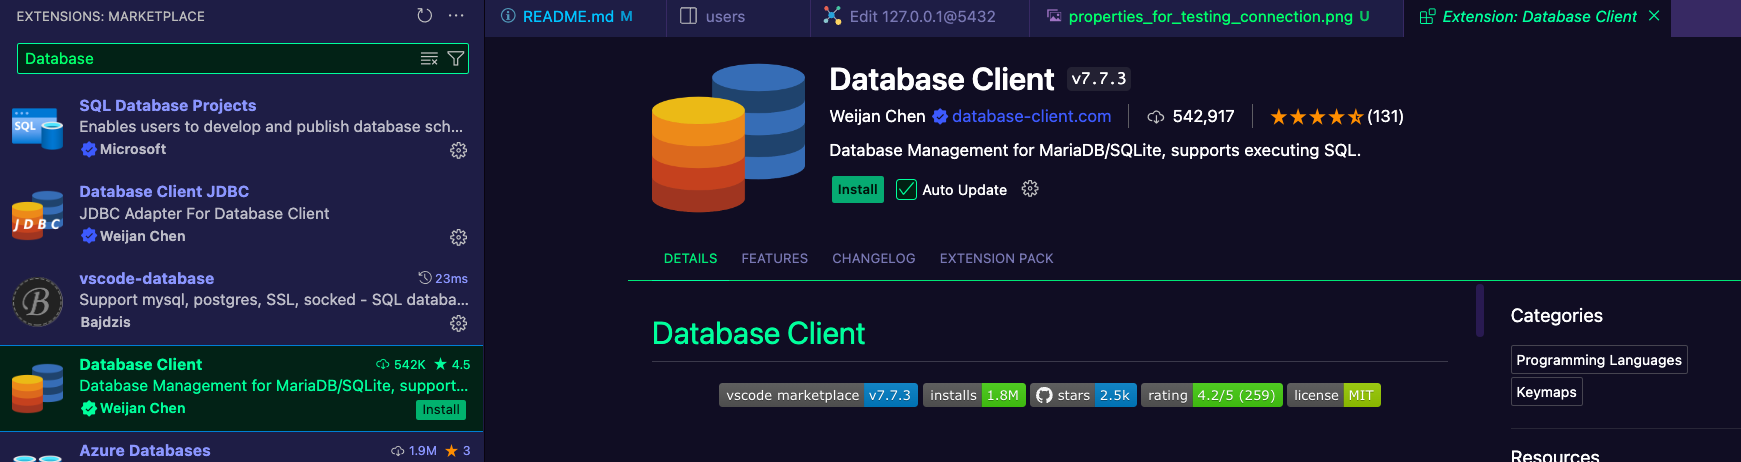 EXTENSIONS: MARKETPLACE
Database
SQL Database Projects
Enables users to develop and publish database sch...
Microsoft
Database Client JDBC
JDBC Adapter For Database Client
Weijan Chen
vscode-database 23ms
Support mysql, postgres, SSL, socked - SQL databa...
Bajdzis
Database Client 542K ★ 4.5
Database Management for MariaDB/SQLite, support...
Weijan Chen Install
Azure Databases 1.9M ★ 3
README.md M users Edit 127.0.0.1@5432 properties_for_testing_connection.png U Extension: Database Client
Database Client v7.7.3
Weijan Chen database-client.com 542,917 (131)
Database Management for MariaDB/SQLite, supports executing SQL.
Install Auto Update
DETAILS FEATURES CHANGELOG EXTENSION PACK
Database Client
vscode marketplace v7.7.3 installs 1.8M stars 2.5k rating 4.2/5 (259) license MIT
Categories
Programming Languages
Keymaps
Resources
SQL
JDBC
B